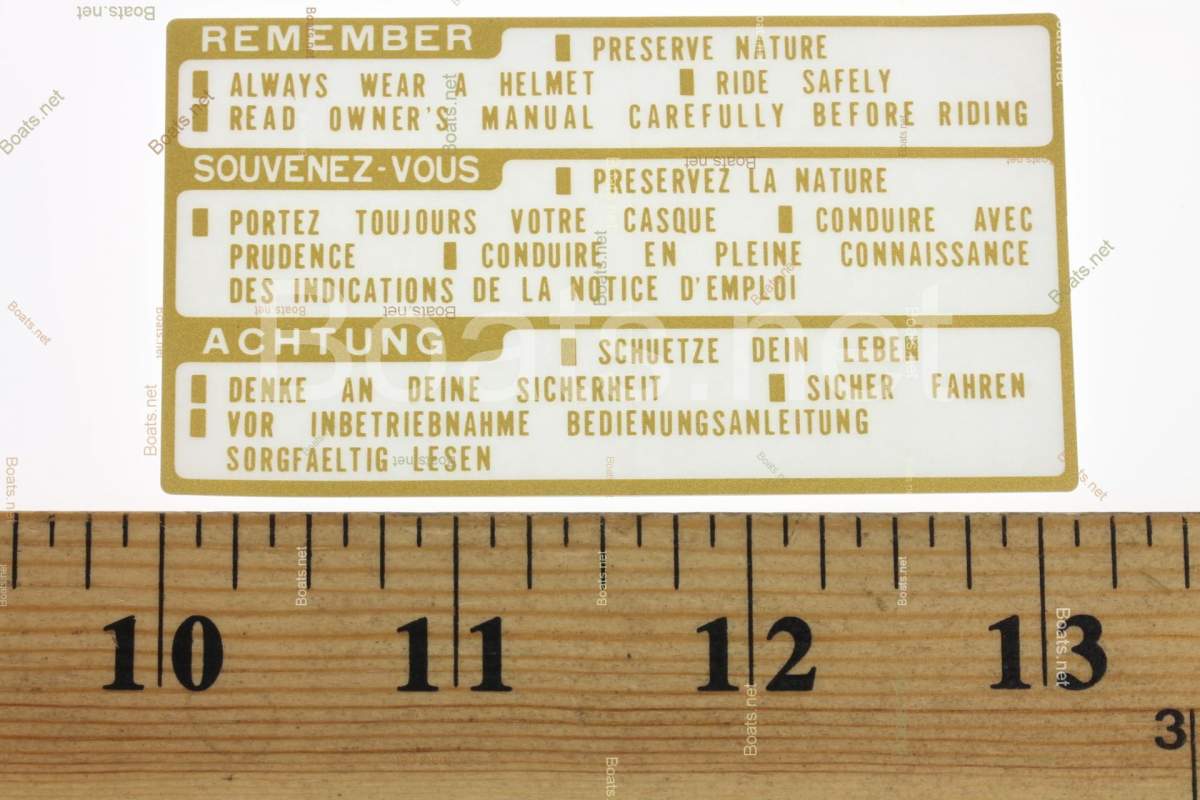 REMEMBER
▮ PRESERVE NATURE
▮ ALWAYS WEAR A HELMET ▮ RIDE SAFELY
▮ READ OWNER'S MANUAL CAREFULLY BEFORE RIDING
SOUVENEZ-VOUS
▮ PRESERVEZ LA NATURE
▮ PORTEZ TOUJOURS VOTRE CASQUE ▮ CONDUIRE AVEC
PRUDENCE ▮ CONDUIRE EN PLEINE CONNAISSANCE
DES INDICATIONS DE LA NOTICE D'EMPLOI
ACHTUNG
▮ SCHUETZE DEIN LEBEN
▮ DENKE AN DEINE SICHERHEIT ▮ SICHER FAHREN
▮ VOR INBETRIEBNAHME BEDIENUNGSANLEITUNG
SORGFAELTIG LESEN
10 11 12 13
3
Boats.net